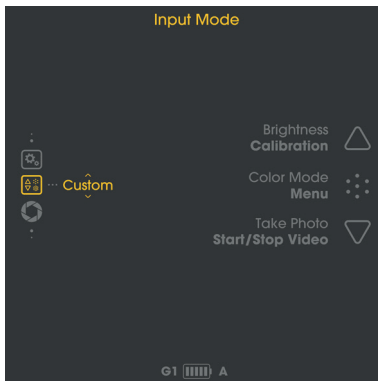 Input Mode
Brightness
Calibration
Custom
Color Mode
Menu
Take Photo
Start/Stop Video
G1 A